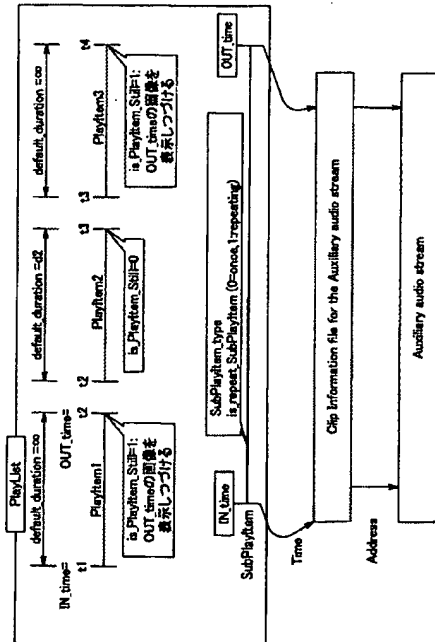 PlayList
default_duration =∞
default_duration =d2
default_duration =∞
IN_time=
t1
OUT_time=
t2
t2
t3
t3
t4
PlayItem1
PlayItem2
PlayItem3
is_PlayItem_Still=1:
OUT_timeの画像を
表示しつづける
is_PlayItem_Still=0
is_PlayItem_Still=1:
OUT_timeの画像を
表示しつづける
IN_time
SubPlayItem_type
is_repeat_SubPlayItem (0=once,1:repeating)
OUT_time
SubPlayItem
Time
Clip Information file for the Auxiliary audio stream
Address
Auxiliary audio stream